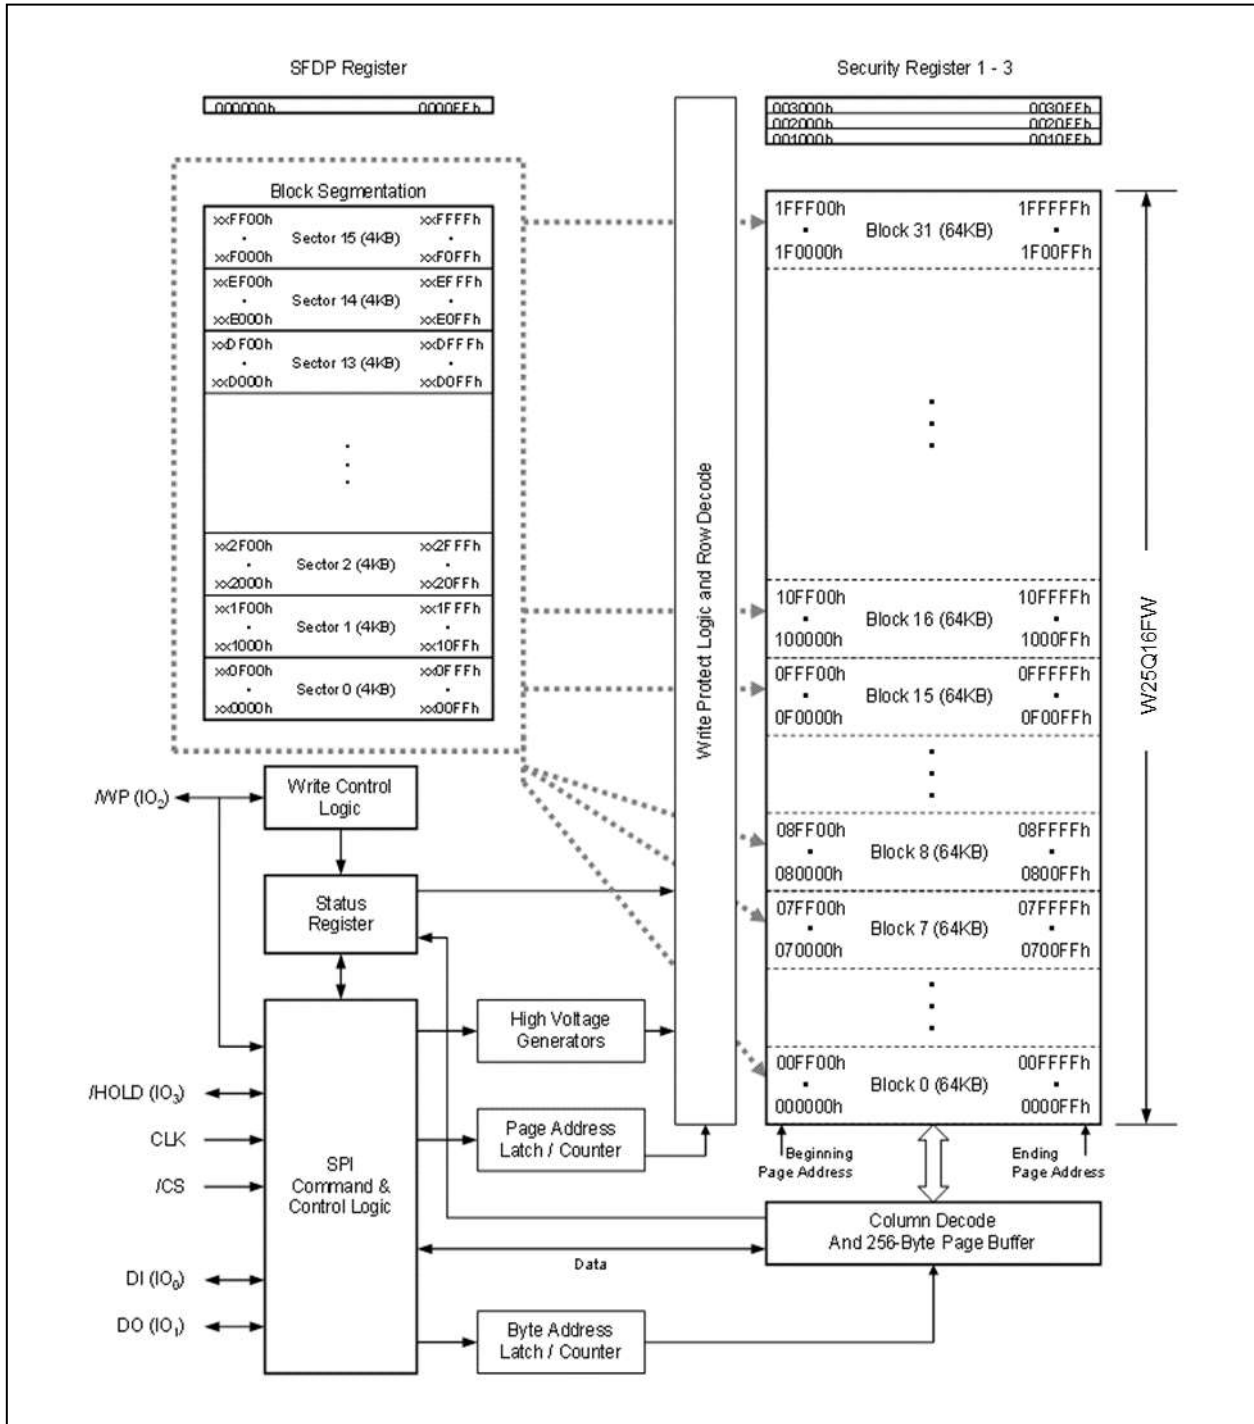 SFDP Register
000000h 0000FFh
Security Register 1 - 3
003000h 0030FFh
002000h 0020FFh
001000h 0010FFh
Block Segmentation
xxFF00h xxFFFFh
Sector 15 (4KB)
xxF000h xxF0FFh
xxEF00h xxEFFFh
Sector 14 (4KB)
xxE000h xxE0FFh
xxDF00h xxDFFFh
Sector 13 (4KB)
xxD000h xxD0FFh
xx2F00h xx2FFFh
Sector 2 (4KB)
xx2000h xx20FFh
xx1F00h xx1FFFh
Sector 1 (4KB)
xx1000h xx10FFh
xx0F00h xx0FFFh
Sector 0 (4KB)
xx0000h xx00FFh
Write Protect Logic and Row Decode
1FFF00h 1FFFFFh
Block 31 (64KB)
1F0000h 1F00FFh
10FF00h 10FFFFh
Block 16 (64KB)
100000h 1000FFh
0FFF00h 0FFFFFh
Block 15 (64KB)
0F0000h 0F00FFh
08FF00h 08FFFFh
Block 8 (64KB)
080000h 0800FFh
07FF00h 07FFFFh
Block 7 (64KB)
070000h 0700FFh
00FF00h 00FFFFh
Block 0 (64KB)
000000h 0000FFh
W25Q16FW
Beginning
Page Address
Ending
Page Address
/WP (IO2)
Write Control
Logic
Status
Register
High Voltage
Generators
/HOLD (IO3)
CLK
/CS
DI (IO0)
DO (IO1)
SPI
Command &
Control Logic
Page Address
Latch / Counter
Column Decode
And 256-Byte Page Buffer
Data
Byte Address
Latch / Counter